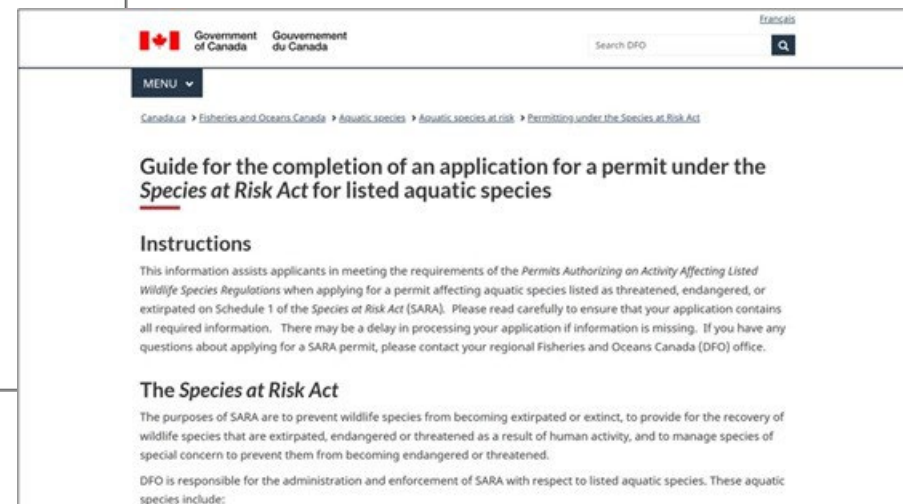 Français
Government of Canada
Gouvernement du Canada
Search DFO
MENU
Canada.ca > Fisheries and Oceans Canada > Aquatic species > Aquatic species at risk > Permitting under the Species at Risk Act
Guide for the completion of an application for a permit under the
Species at Risk Act for listed aquatic species
Instructions
This information assists applicants in meeting the requirements of the Permits Authorizing an Activity Affecting Listed
Wildlife Species Regulations when applying for a permit affecting aquatic species listed as threatened, endangered, or
extirpated on Schedule 1 of the Species at Risk Act (SARA). Please read carefully to ensure that your application contains
all required information. There may be a delay in processing your application if information is missing. If you have any
questions about applying for a SARA permit, please contact your regional Fisheries and Oceans Canada (DFO) office.
The Species at Risk Act
The purposes of SARA are to prevent wildlife species from becoming extirpated or extinct, to provide for the recovery of
wildlife species that are extirpated, endangered or threatened as a result of human activity, and to manage species of
special concern to prevent them from becoming endangered or threatened.
DFO is responsible for the administration and enforcement of SARA with respect to listed aquatic species. These aquatic
species include: